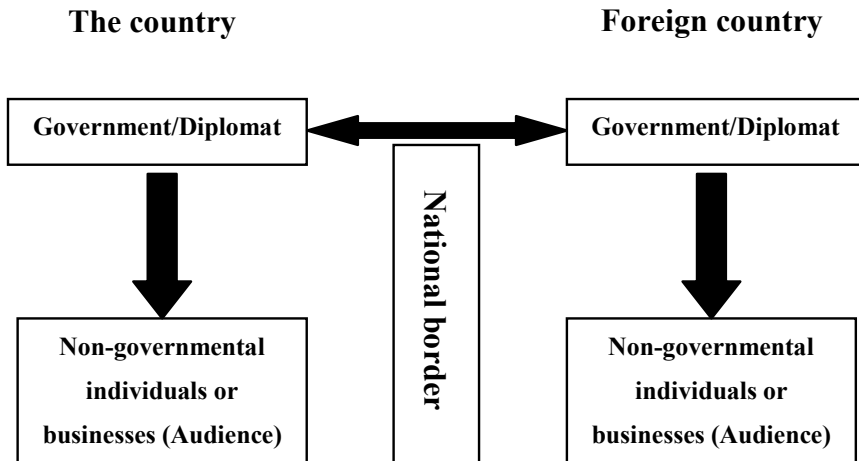 The country
Foreign country
Government/Diplomat
Government/Diplomat
National border
Non-governmental
individuals or
businesses (Audience)
Non-governmental
individuals or
businesses (Audience)